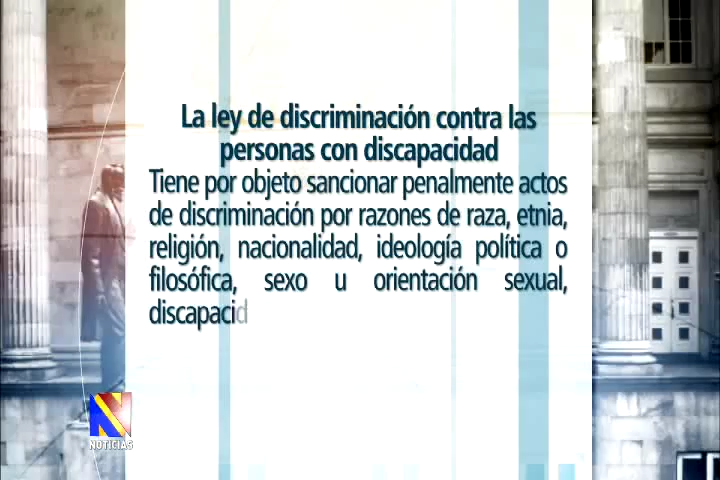 La ley de discriminación contra las
personas con discapacidad
Tiene por objeto sancionar penalmente actos
de discriminación por razones de raza, etnia,
religión, nacionalidad, ideología política o
filosófica, sexo u orientación sexual,
discapacid
NOTICIAS